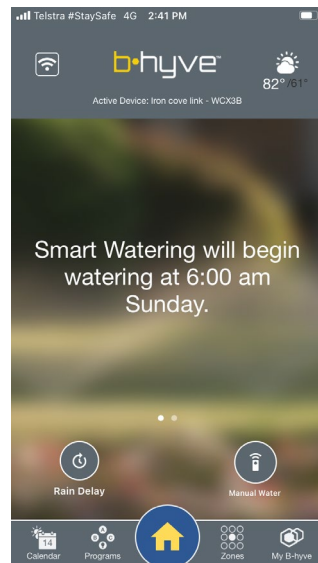 Telstra #StaySafe 4G 2:41 PM
b•hyve™
82°/61°
Active Device: Iron cove link - WCX3B
Smart Watering will begin
watering at 6:00 am
Sunday.
Rain Delay
Manual Water
14
A
B C
Calendar
Programs
Zones
My B-hyve